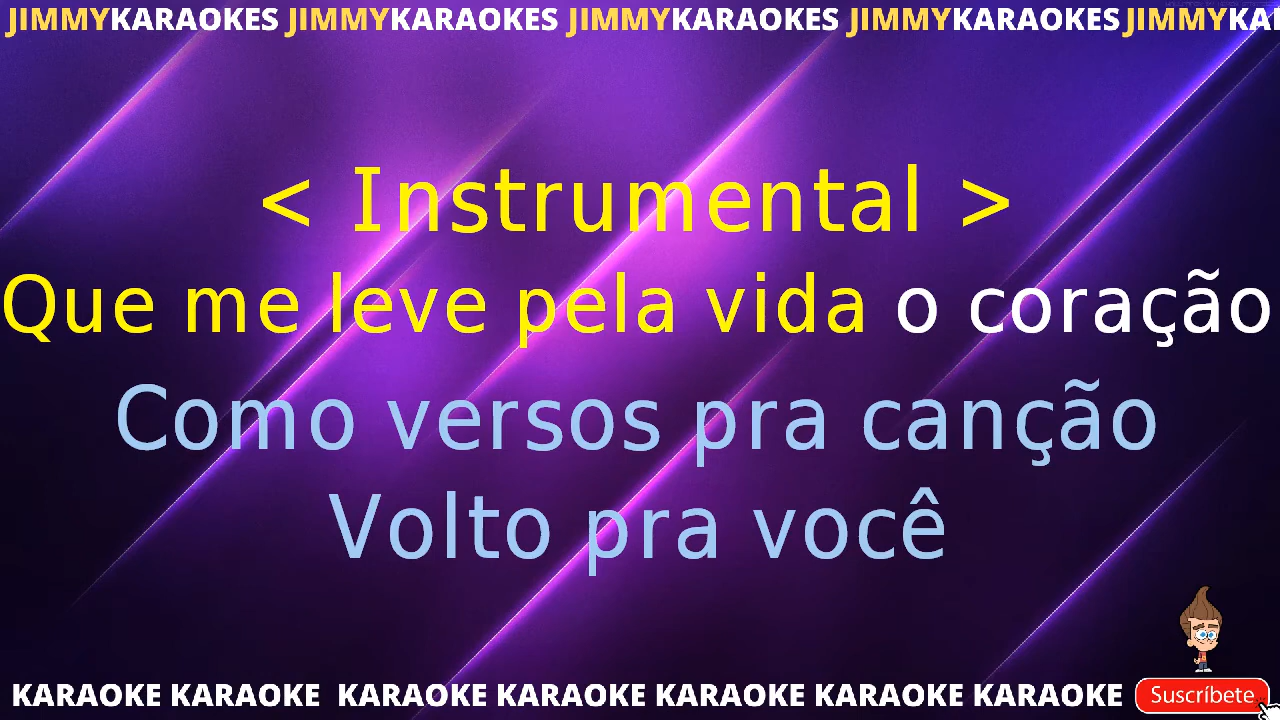 JIMMYKARAOKES JIMMYKARAOKES JIMMYKARAOKES JIMMYKARAOKES JIMMYKA
< Instrumental >
Que me leve pela vida o coração
Como versos pra canção
Volto pra você
KARAOKE KARAOKE KARAOKE KARAOKE KARAOKE KARAOKE KARAOKE
Suscríbete